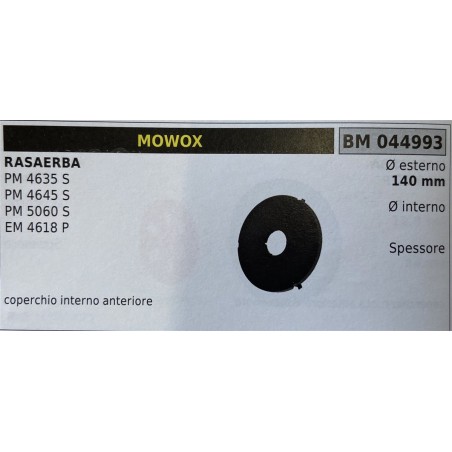 MOWOX
BM 044993
RASAERBA
PM 4635 S
PM 4645 S
PM 5060 S
EM 4618 P
coperchio interno anteriore
Ø esterno
140 mm
Ø interno
Spessore